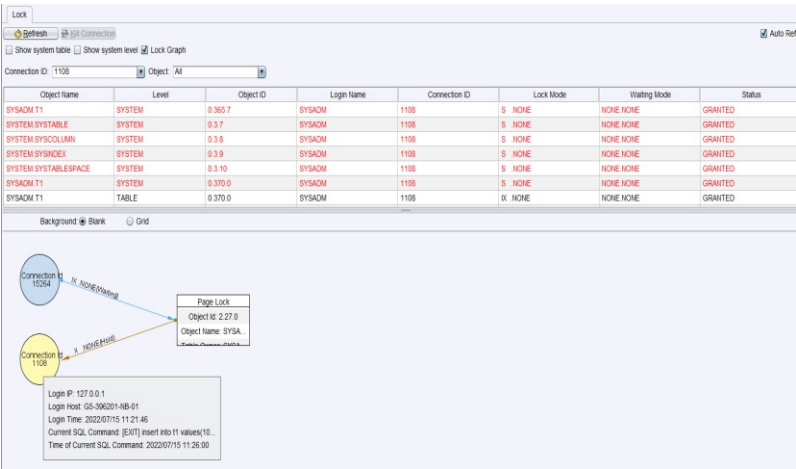 Lock
Refresh Kill Connection Auto Ref
Show system table Show system level Lock Graph
Connection ID: 1108 Object: All
Object Name Level Object ID Login Name Connection ID Lock Mode Waiting Mode Status
SYSADM.T1 SYSTEM 0.365.7 SYSADM 1108 S .NONE NONE.NONE GRANTED
SYSTEM.SYSTABLE SYSTEM 0.3.7 SYSADM 1108 S .NONE NONE.NONE GRANTED
SYSTEM.SYSCOLUMN SYSTEM 0.3.8 SYSADM 1108 S .NONE NONE.NONE GRANTED
SYSTEM.SYSINDEX SYSTEM 0.3.9 SYSADM 1108 S .NONE NONE.NONE GRANTED
SYSTEM.SYSTABLESPACE SYSTEM 0.3.10 SYSADM 1108 S .NONE NONE.NONE GRANTED
SYSADM.T1 SYSTEM 0.370.0 SYSADM 1108 S .NONE NONE.NONE GRANTED
SYSADM.T1 TABLE 0.370.0 SYSADM 1108 IX .NONE NONE.NONE GRANTED
Background: Blank Grid
Connection Id
15264
IX .NONE(Waiting)
Page Lock
Object Id: 2.27.0
Object Name: SYSA...
X .NONE(Hold)
Connection Id
1108
Login IP: 127.0.0.1
Login Host: G5-396201-NB-01
Login Time: 2022/07/15 11:21:46
Current SQL Command: [EXIT] insert into t1 values(10...
Time of Current SQL Command: 2022/07/15 11:26:00